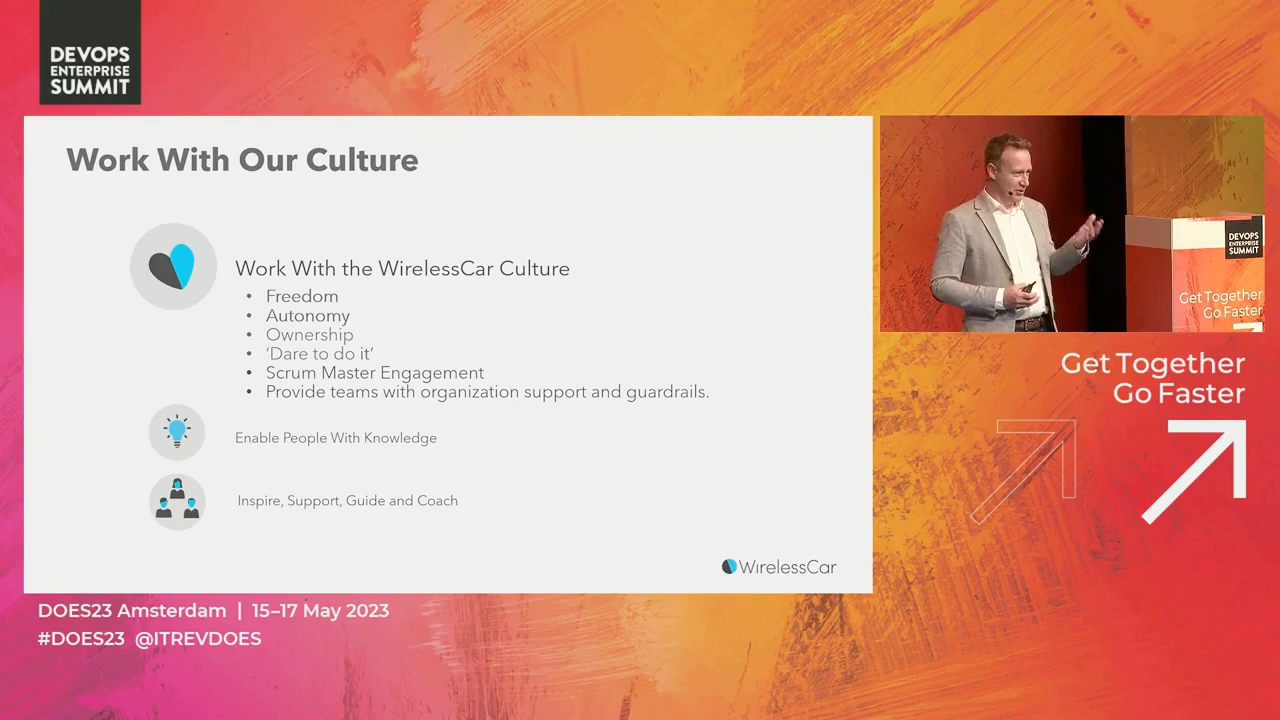 DEVOPS
ENTERPRISE
SUMMIT
Work With Our Culture
Work With the WirelessCar Culture
• Freedom
• Autonomy
• Ownership
• ‘Dare to do it’
• Scrum Master Engagement
• Provide teams with organization support and guardrails.
Enable People With Knowledge
Inspire, Support, Guide and Coach
WirelessCar
DEVOPS
ENTERPRISE
SUMMIT
Get Together
Go Faster
Get Together
Go Faster
DOES23 Amsterdam | 15–17 May 2023
#DOES23 @ITREVDOES